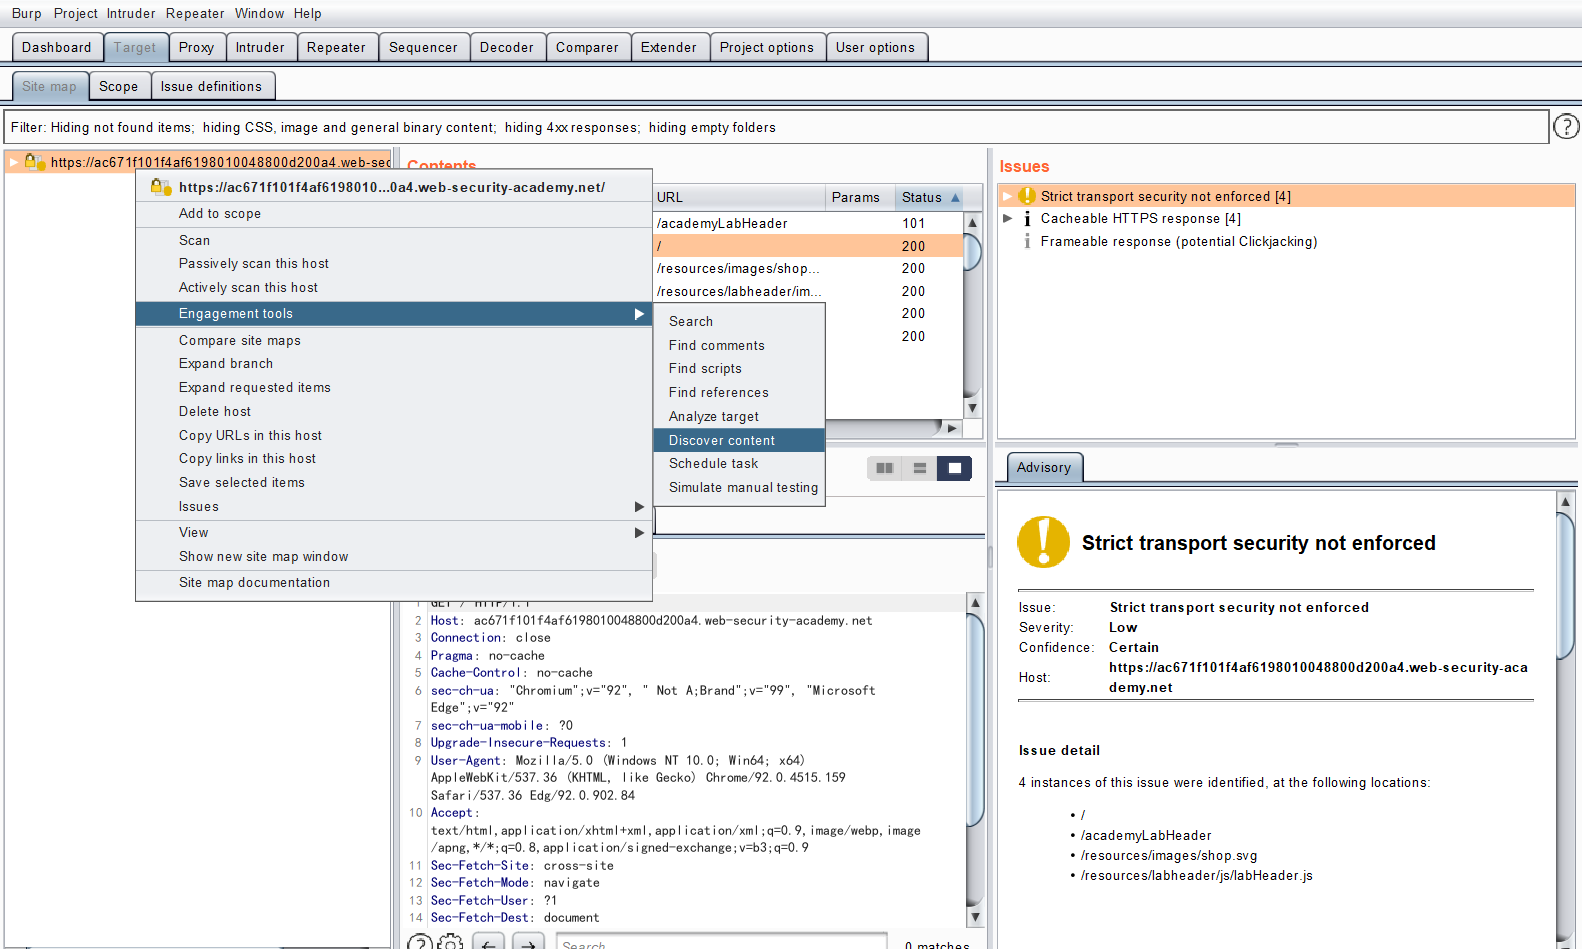 Burp Project Intruder Repeater Window Help
Dashboard Target Proxy Intruder Repeater Sequencer Decoder Comparer Extender Project options User options
Site map Scope Issue definitions
Filter: Hiding not found items; hiding CSS, image and general binary content; hiding 4xx responses; hiding empty folders
?
https://ac671f101f4af6198010048800d200a4.web-sec
https://ac671f101f4af6198010...0a4.web-security-academy.net/
Add to scope
Scan
Passively scan this host
Actively scan this host
Engagement tools
Compare site maps
Expand branch
Expand requested items
Delete host
Copy URLs in this host
Copy links in this host
Save selected items
Issues
View
Show new site map window
Site map documentation
Search
Find comments
Find scripts
Find references
Analyze target
Discover content
Schedule task
Simulate manual testing
Contents
URL Params Status
/academyLabHeader 101
/ 200
/resources/images/shop... 200
/resources/labheader/im... 200
200
200
1 GET / HTTP/1.1
2 Host: ac671f101f4af6198010048800d200a4.web-security-academy.net
3 Connection: close
4 Pragma: no-cache
5 Cache-Control: no-cache
6 sec-ch-ua: "Chromium";v="92", " Not A;Brand";v="99", "Microsoft
Edge";v="92"
7 sec-ch-ua-mobile: ?0
8 Upgrade-Insecure-Requests: 1
9 User-Agent: Mozilla/5.0 (Windows NT 10.0; Win64; x64)
AppleWebKit/537.36 (KHTML, like Gecko) Chrome/92.0.4515.159
Safari/537.36 Edg/92.0.902.84
10 Accept:
text/html,application/xhtml+xml,application/xml;q=0.9,image/webp,image
/apng,*/*;q=0.8,application/signed-exchange;v=b3;q=0.9
11 Sec-Fetch-Site: cross-site
12 Sec-Fetch-Mode: navigate
13 Sec-Fetch-User: ?1
14 Sec-Fetch-Dest: document
? Search 0 matches
Issues
Strict transport security not enforced [4]
Cacheable HTTPS response [4]
Frameable response (potential Clickjacking)
Advisory
Strict transport security not enforced
Issue: Strict transport security not enforced
Severity: Low
Confidence: Certain
Host: https://ac671f101f4af6198010048800d200a4.web-security-aca
demy.net
Issue detail
4 instances of this issue were identified, at the following locations:
• /
• /academyLabHeader
• /resources/images/shop.svg
• /resources/labheader/js/labHeader.js